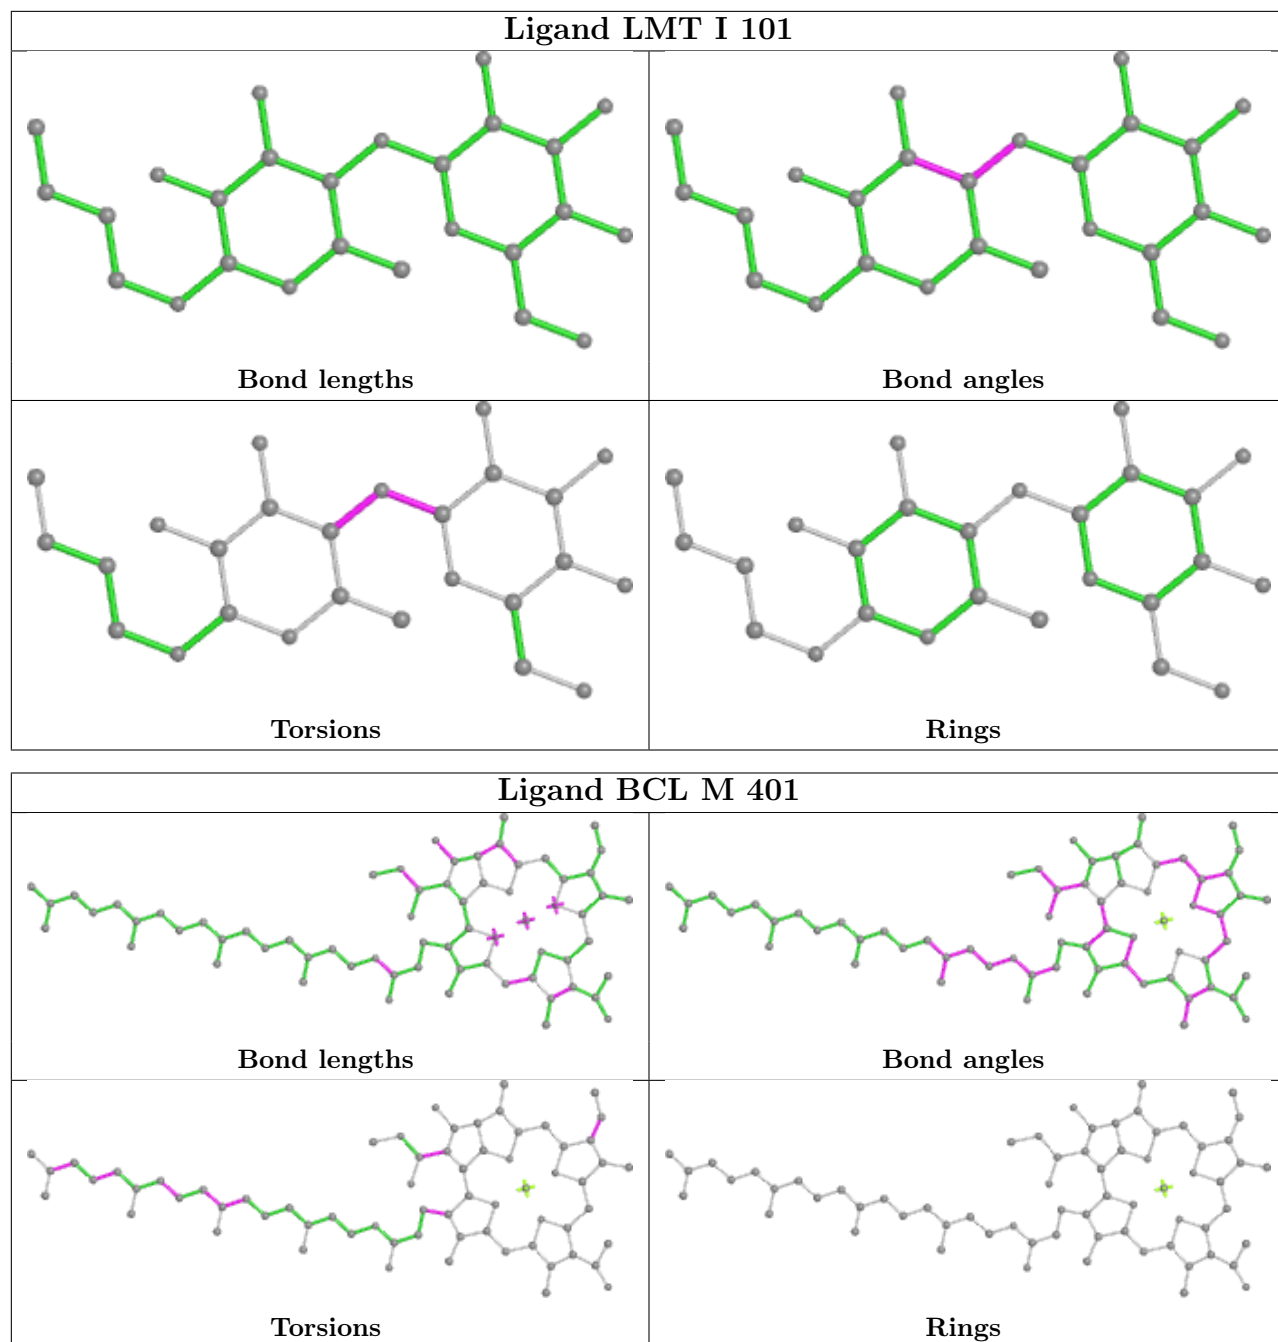 Ligand LMT I 101
Bond lengths
Bond angles
Torsions
Rings
Ligand BCL M 401
Bond lengths
Bond angles
Torsions
Rings